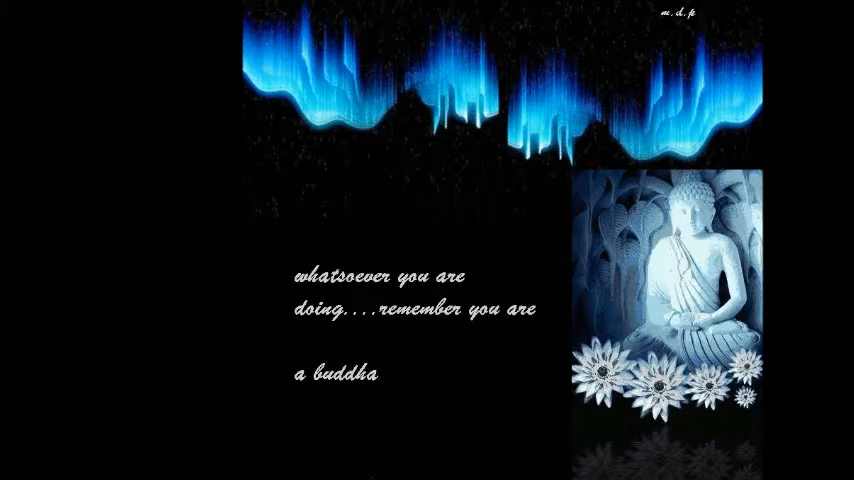 m.d.p
whatsoever you are
doing....remember you are
a buddha